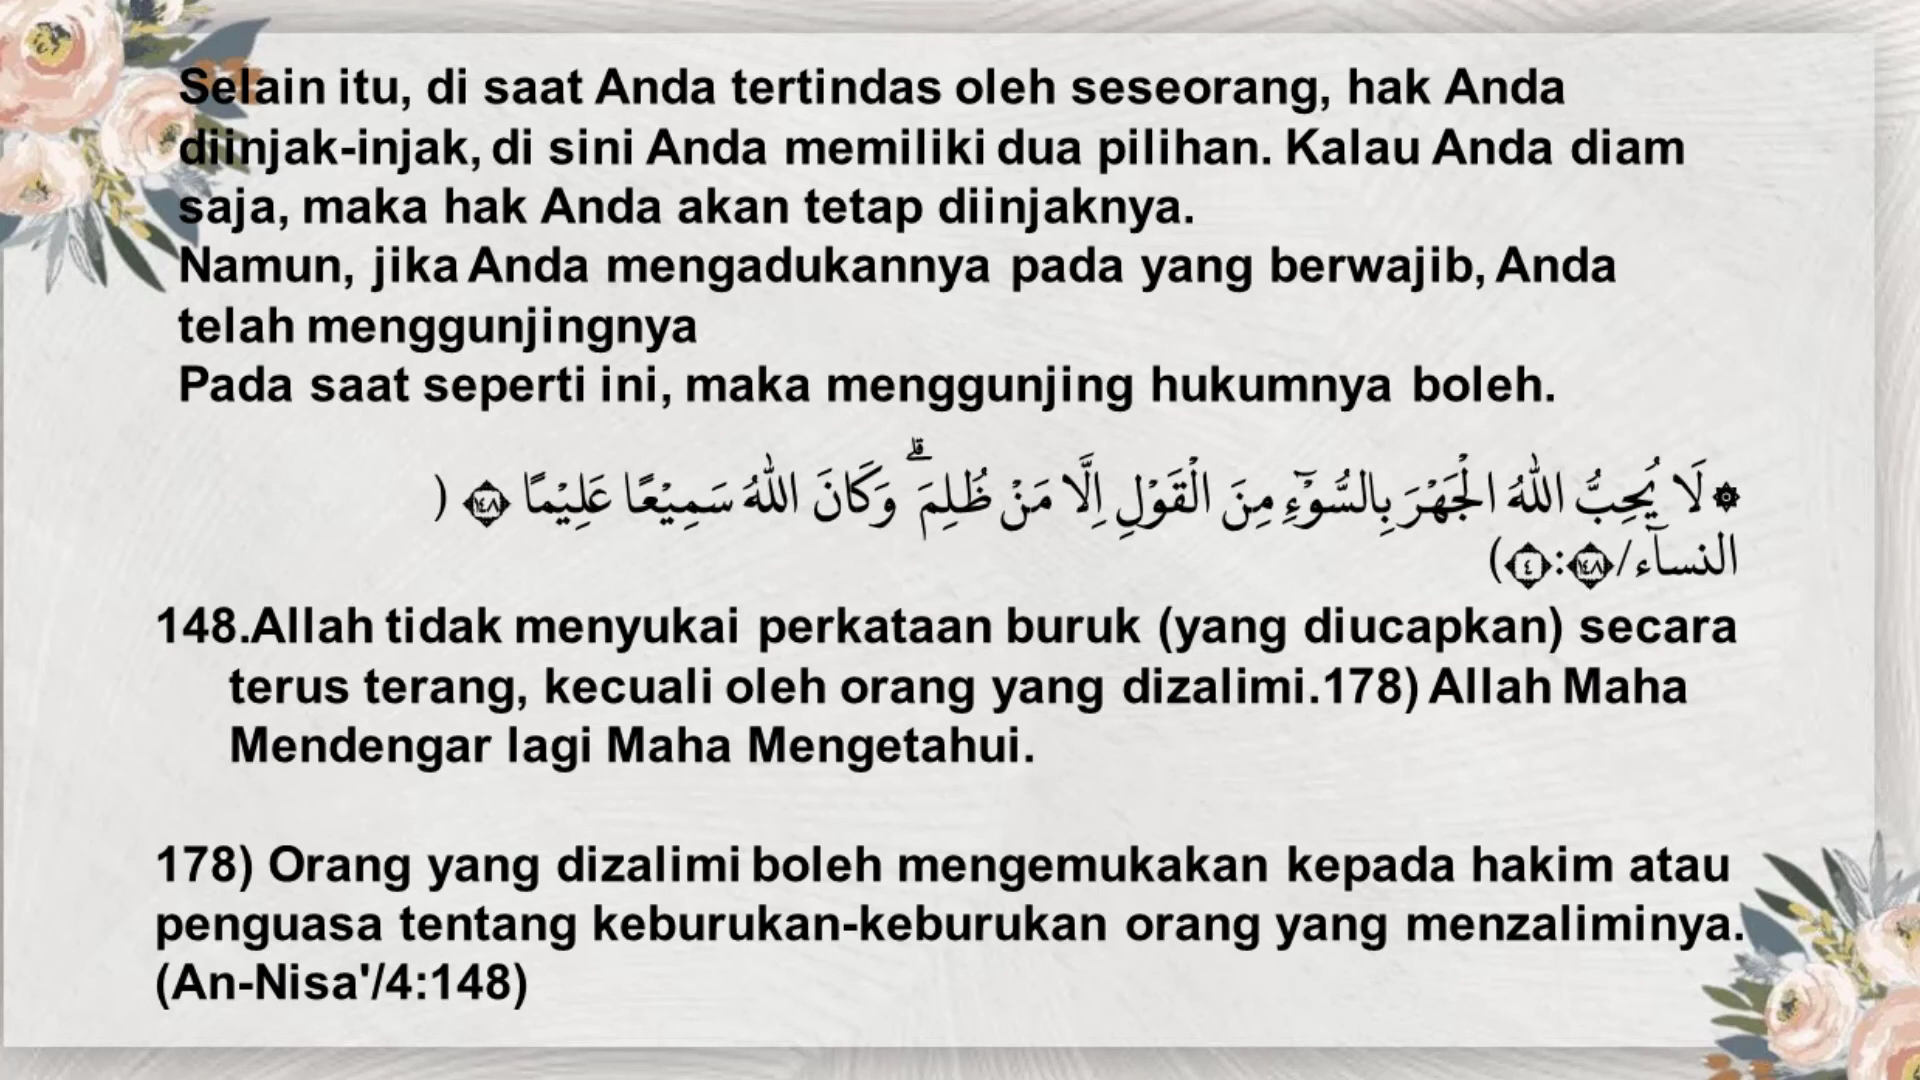 Selain itu, di saat Anda tertindas oleh seseorang, hak Anda
diinjak-injak, di sini Anda memiliki dua pilihan. Kalau Anda diam
saja, maka hak Anda akan tetap diinjaknya.
Namun, jika Anda mengadukannya pada yang berwajib, Anda
telah menggunjingnya
Pada saat seperti ini, maka menggunjing hukumnya boleh.
۞ لَا يُحِبُّ اللّٰهُ الْجَهْرَ بِالسُّوْۤءِ مِنَ الْقَوْلِ اِلَّا مَنْ ظُلِمَ ۗ وَكَانَ اللّٰهُ سَمِيْعًا عَلِيْمًا ١٤٨ (
النساۤء/١٤٨:٤)
148.Allah tidak menyukai perkataan buruk (yang diucapkan) secara
terus terang, kecuali oleh orang yang dizalimi.178) Allah Maha
Mendengar lagi Maha Mengetahui.
178) Orang yang dizalimi boleh mengemukakan kepada hakim atau
penguasa tentang keburukan-keburukan orang yang menzaliminya.
(An-Nisa'/4:148)